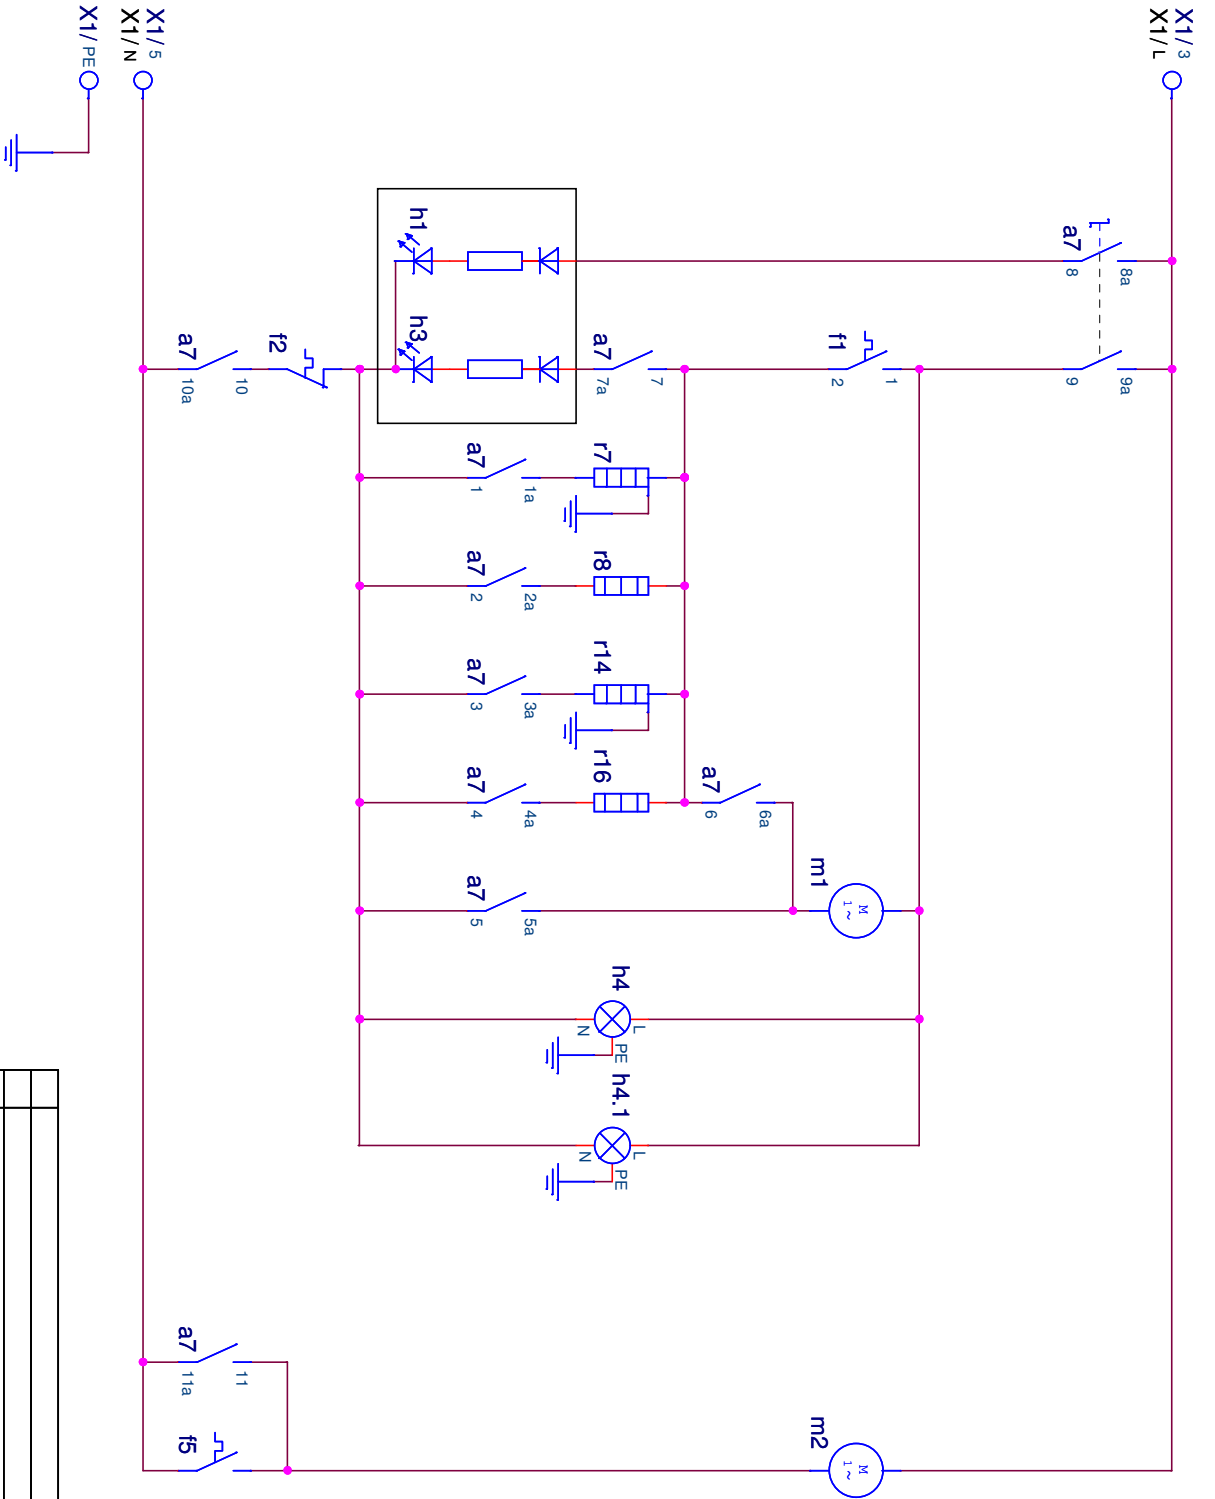 X1/ 3
X1/ L
8a
9a
a7
8
9
1
f1
2
m1
M
1~
m2
M
1~
6a
a7
6
7
a7
7a
r7
r8
r14
r16
h4
L
N
PE
h4.1
L
N
PE
1a
2a
3a
4a
5a
a7
1
a7
2
a7
3
a7
4
a7
5
h1
h3
f2
10
11
a7
10a
a7
11a
f5
X1/ 5
X1/ N
X1/ PE